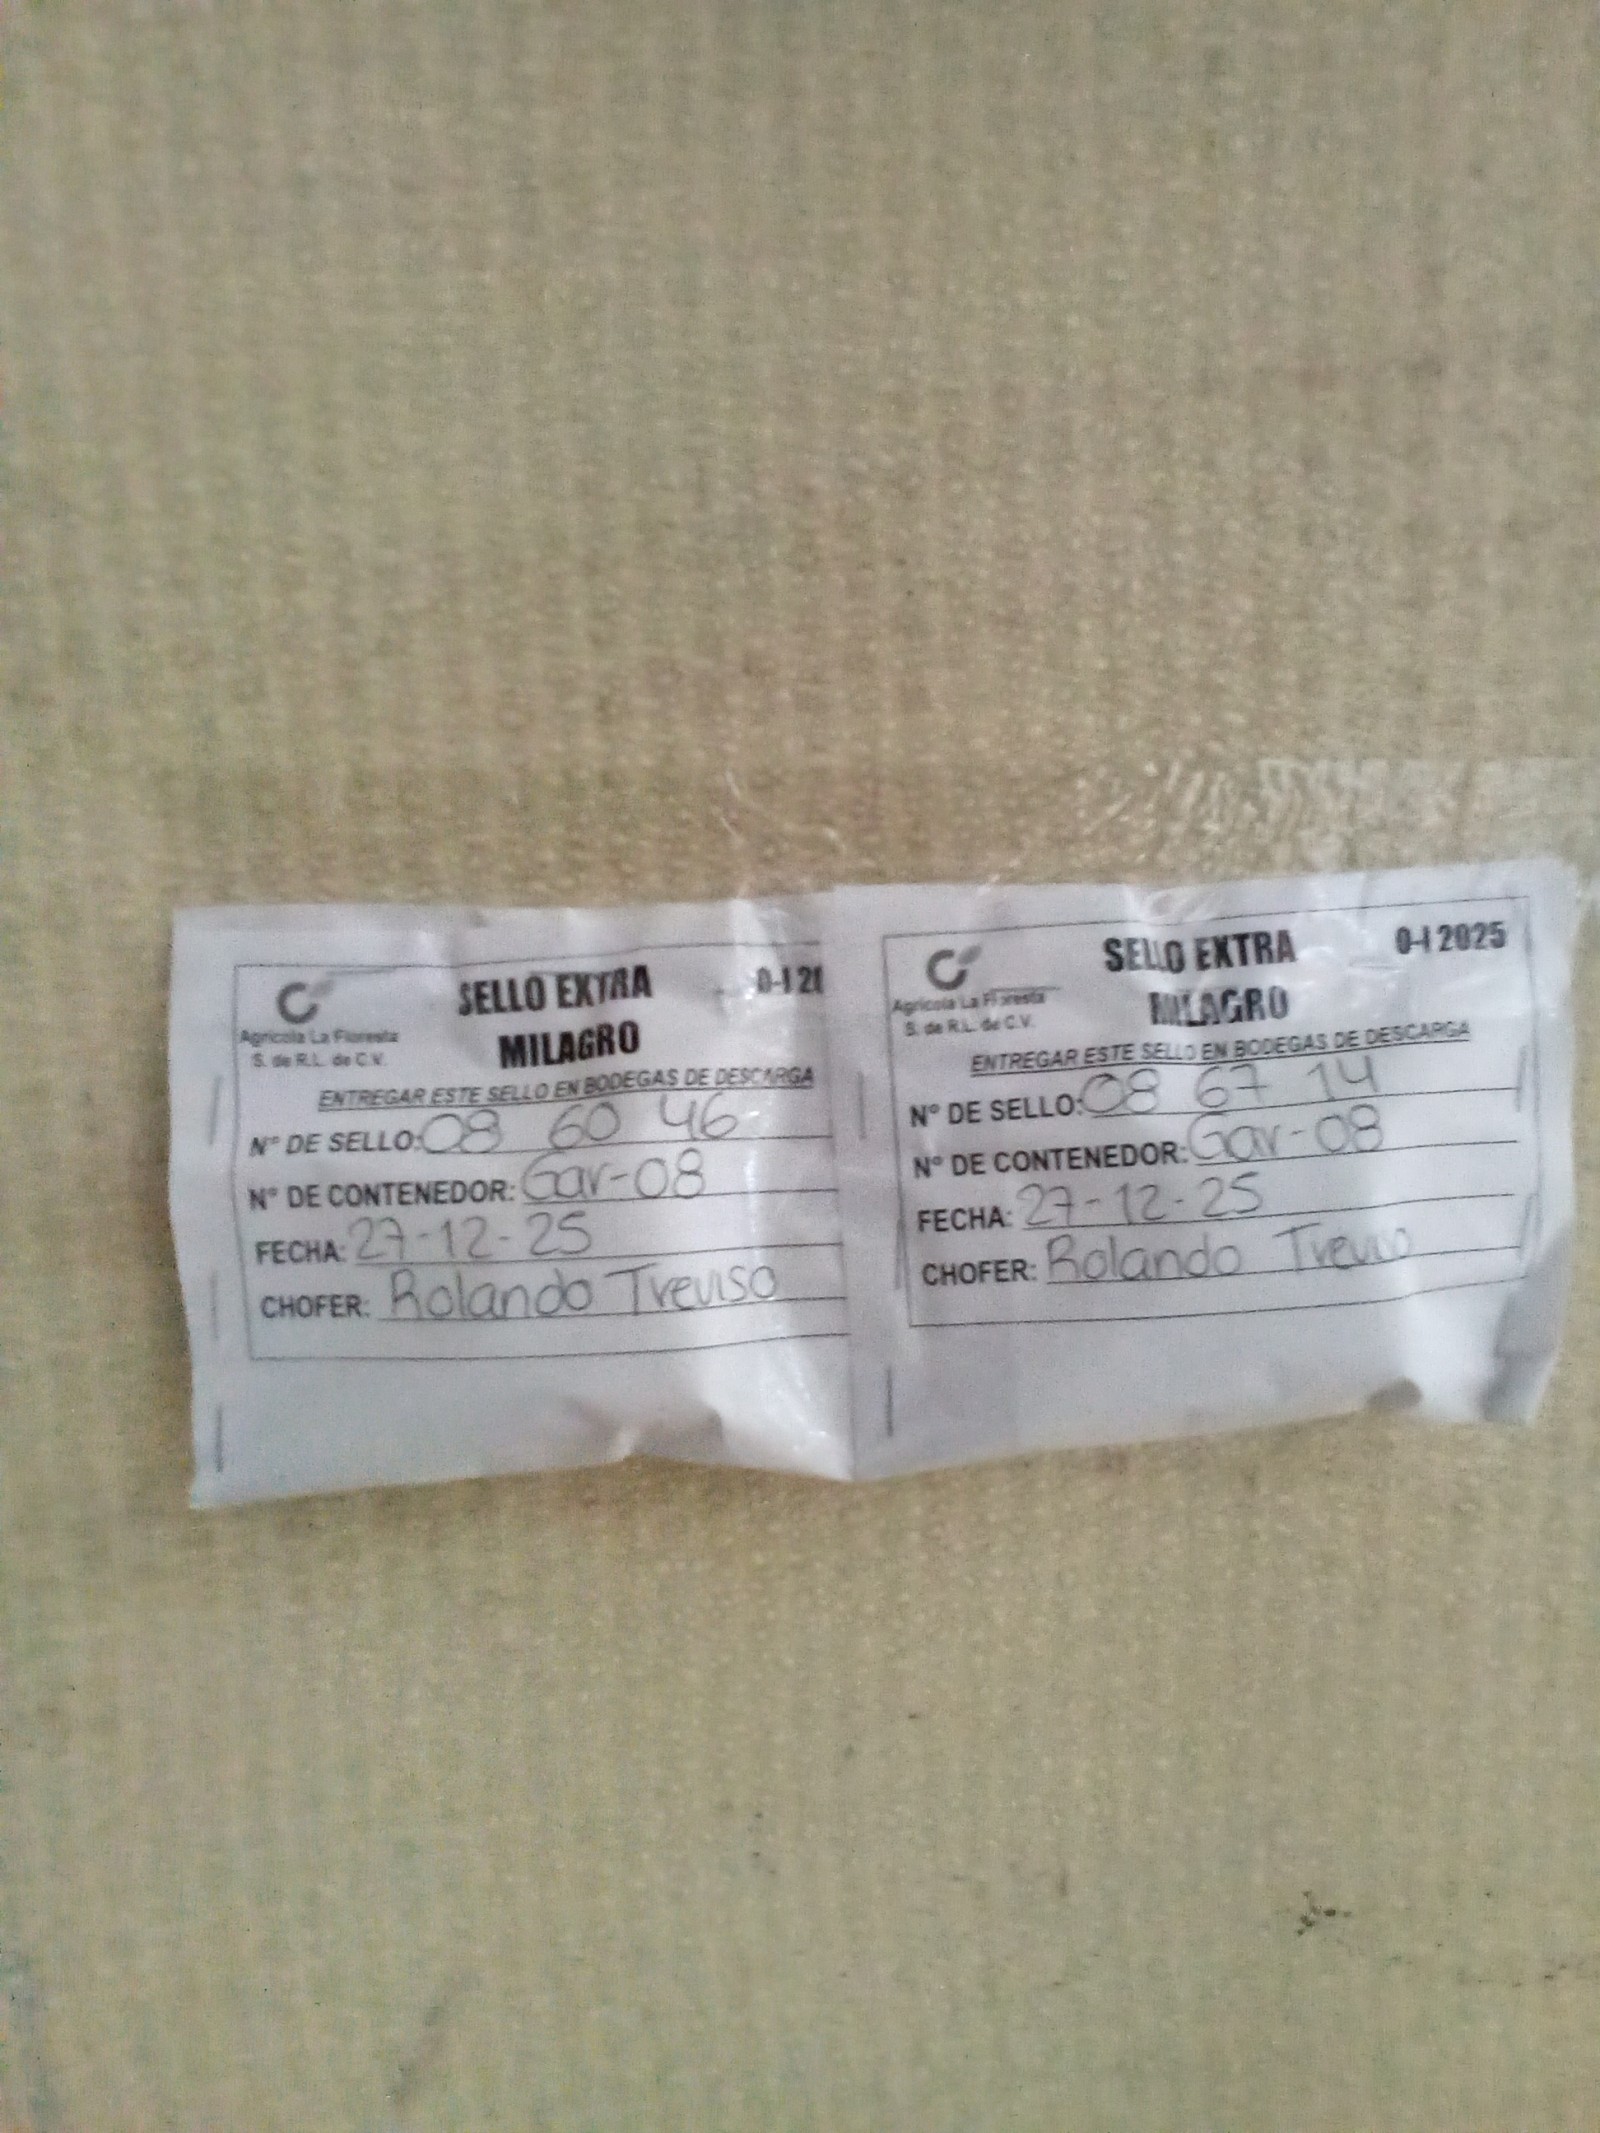 SELLO EXTRA
0-I 2
MILAGRO
Agricola La Floresta
S. de R.L. de C.V.
ENTREGAR ESTE SELLO EN BODEGAS DE DESCARGA
N° DE SELLO: 08 60 46
N° DE CONTENEDOR: Gar-08
FECHA: 27-12-25
CHOFER: Rolando Treviso
SELLO EXTRA
0-I 2025
MILAGRO
Agricola La Floresta
S. de R.L. de C.V.
ENTREGAR ESTE SELLO EN BODEGAS DE DESCARGA
N° DE SELLO: 08 67 14
N° DE CONTENEDOR: Gar-08
FECHA: 27-12-25
CHOFER: Rolando